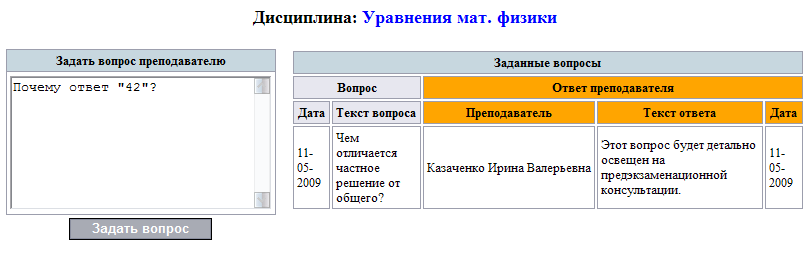 Дисциплина: Уравнения мат. физики
Задать вопрос преподавателю
Почему ответ "42"?
Задать вопрос
Заданные вопросы
Вопрос
Ответ преподавателя
Дата
Текст вопроса
Преподаватель
Текст ответа
Дата
11-
05-
2009
Чем
отличается
частное
решение от
общего?
Казаченко Ирина Валерьевна
Этот вопрос будет детально
освещен на
предэкзаменационной
консультации.
11-
05-
2009